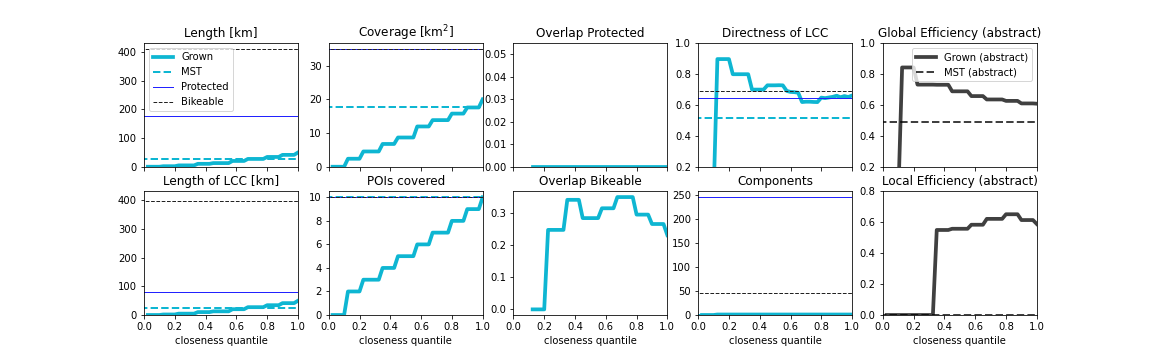 Length [km]
Coverage [km²]
Overlap Protected
Directness of LCC
Global Efficiency (abstract)
400
300
200
100
0
Grown
MST
Protected
Bikeable
30
20
10
0
0.05
0.04
0.03
0.02
0.01
0.00
1.0
0.8
0.6
0.4
0.2
1.0
0.8
0.6
0.4
0.2
Grown (abstract)
MST (abstract)
Length of LCC [km]
POIs covered
Overlap Bikeable
Components
Local Efficiency (abstract)
400
300
200
100
0
0.0 0.2 0.4 0.6 0.8 1.0
closeness quantile
10
8
6
4
2
0
0.0 0.2 0.4 0.6 0.8 1.0
closeness quantile
0.3
0.2
0.1
0.0
0.0 0.2 0.4 0.6 0.8 1.0
closeness quantile
250
200
150
100
50
0
0.0 0.2 0.4 0.6 0.8 1.0
closeness quantile
0.8
0.6
0.4
0.2
0.0
0.0 0.2 0.4 0.6 0.8 1.0
closeness quantile